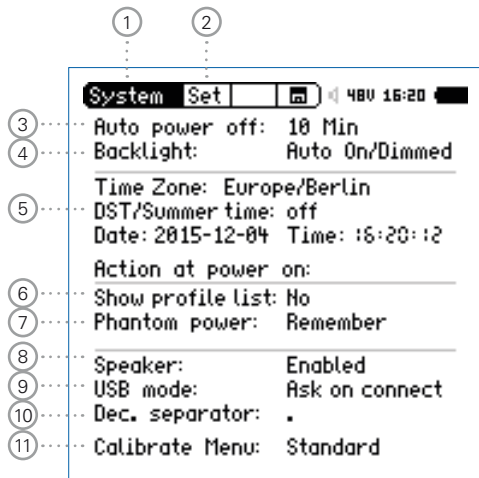 1 2
System Set 48V 16:20
3 Auto power off: 10 Min
4 Backlight: Auto On/Dimmed
Time Zone: Europe/Berlin
5 DST/Summer time: off
Date: 2015-12-04 Time: 16:20:12
Action at power on:
6 Show profile list: No
7 Phantom power: Remember
8 Speaker: Enabled
9 USB mode: Ask on connect
10 Dec. separator: .
11 Calibrate Menu: Standard